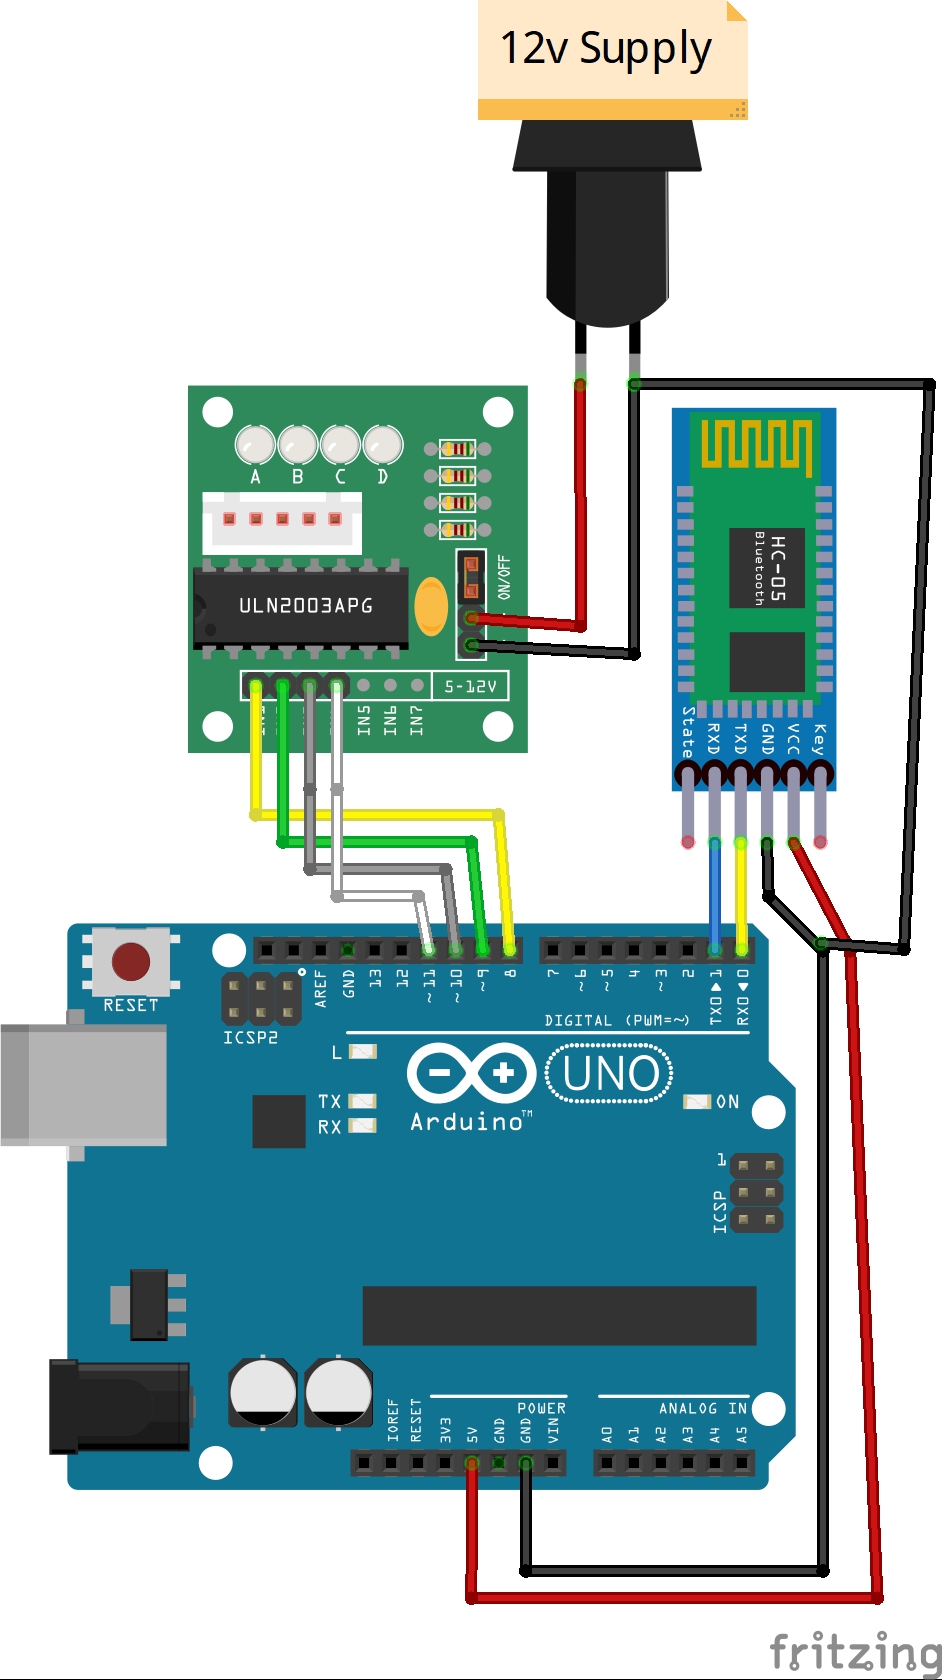 12v Supply
A B C D
ON/OFF
ULN2003APG
5-12V
IN5
IN6
IN7
HC-05
Bluetooth
State
RXD
TXD
GND
VCC
Key
RESET
ICSP2
AREF
GND
13
12
~11
~10
~9
8
7
~6
~5
4
~3
2
TX0▶1
RX0◀0
DIGITAL (PWM=~)
L
TX
RX
UNO
Arduino™
ON
1
ICSP
POWER
ANALOG IN
IOREF
RESET
3V3
5V
GND
GND
VIN
A0
A1
A2
A3
A4
A5
fritzing